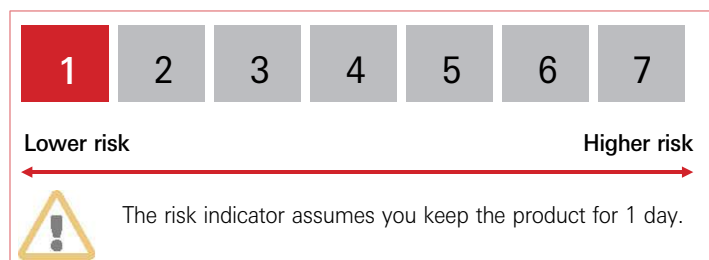 1 2 3 4 5 6 7
Lower risk Higher risk
The risk indicator assumes you keep the product for 1 day.